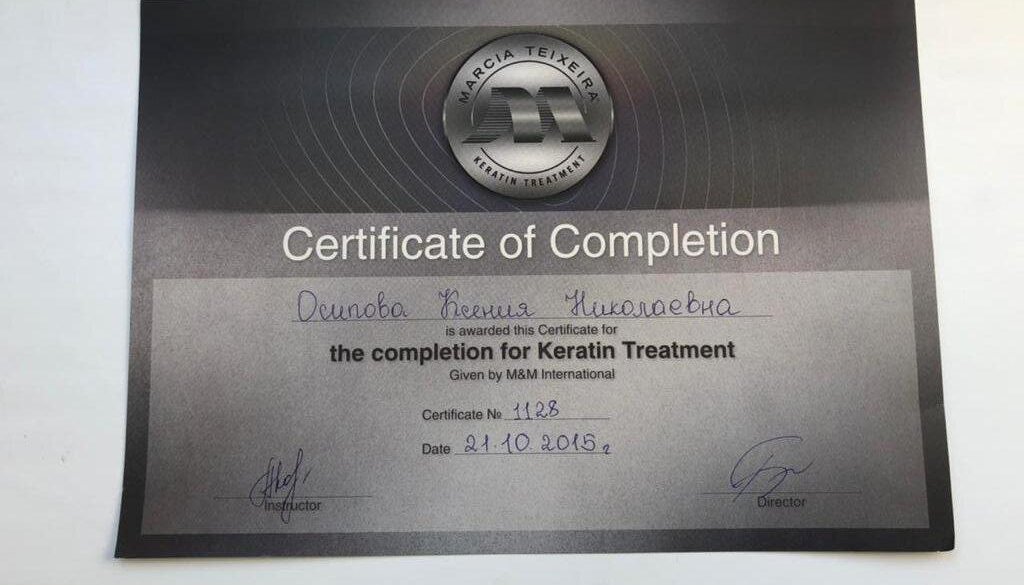 MARCIA TEIXEIRA
KERATIN TREATMENT
Certificate of Completion
Осипова Ксения Николаевна
is awarded this Certificate for
the completion for Keratin Treatment
Given by M&M International
Certificate № 1128
Date 21.10.2015г
Instructor
Director